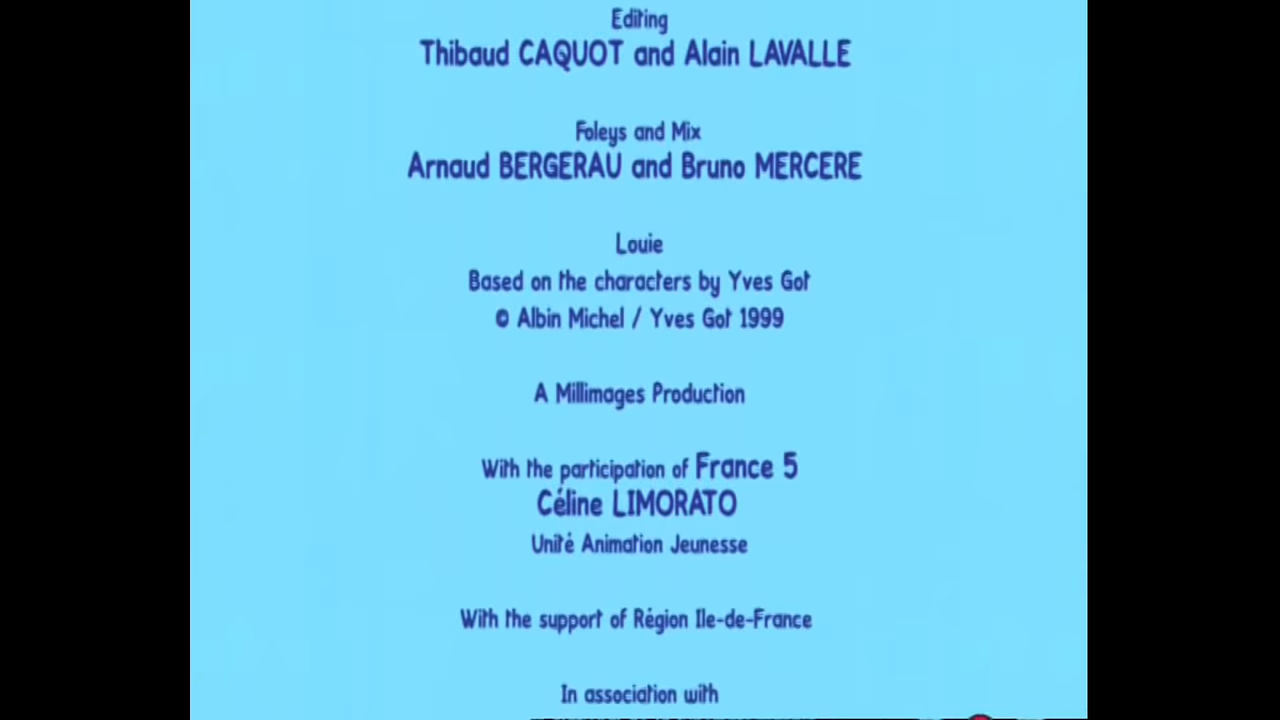 Editing
Thibaud CAQUOT and Alain LAVALLE
Foleys and Mix
Arnaud BERGERAU and Bruno MERCERE
Louie
Based on the characters by Yves Got
© Albin Michel / Yves Got 1999
A Millimages Production
With the participation of France 5
Céline LIMORATO
Unité Animation Jeunesse
With the support of Région Ile-de-France
In association with